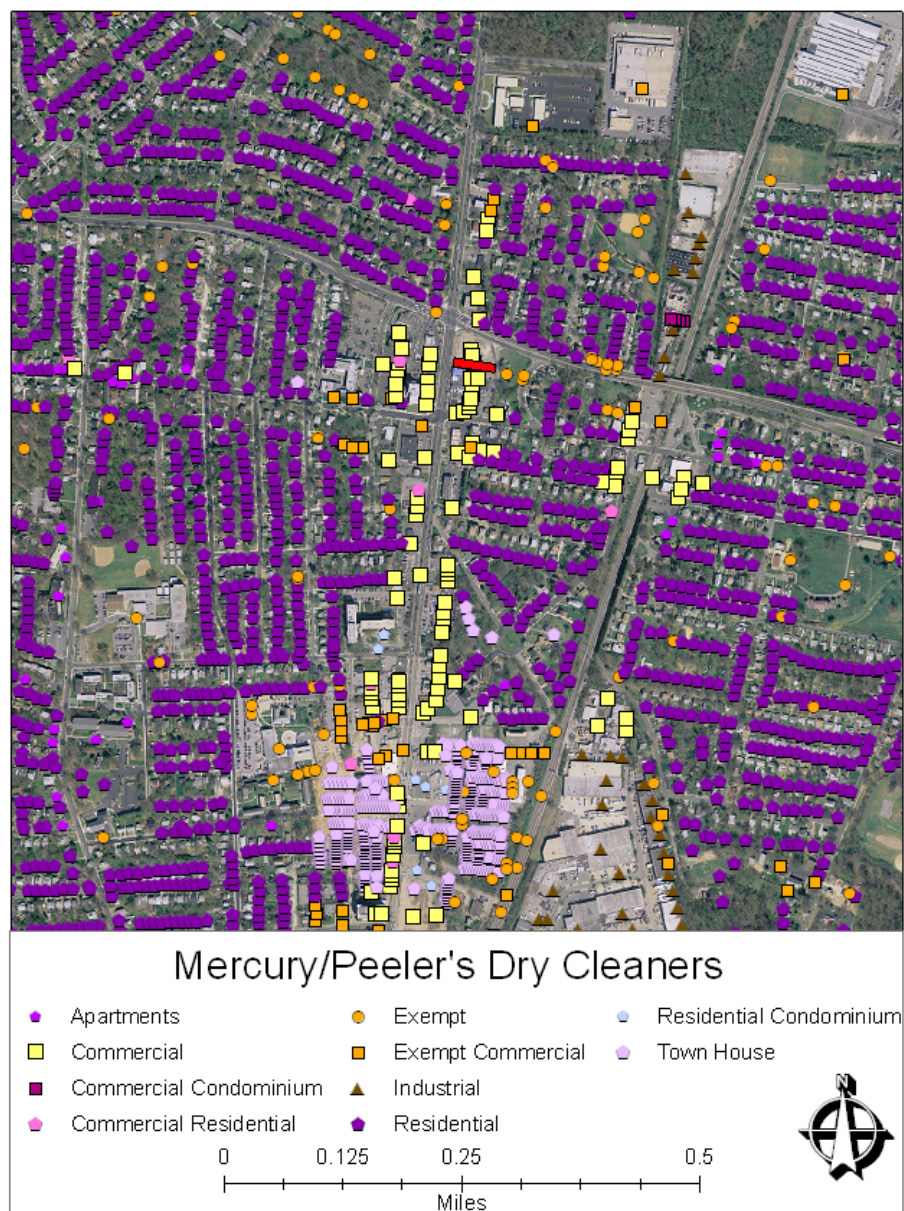 Mercury/Peeler's Dry Cleaners
Apartments
Exempt
Residential Condominium
Commercial
Exempt Commercial
Town House
Commercial Condominium
Industrial
Commercial Residential
Residential
N
0 0.125 0.25 0.5
Miles